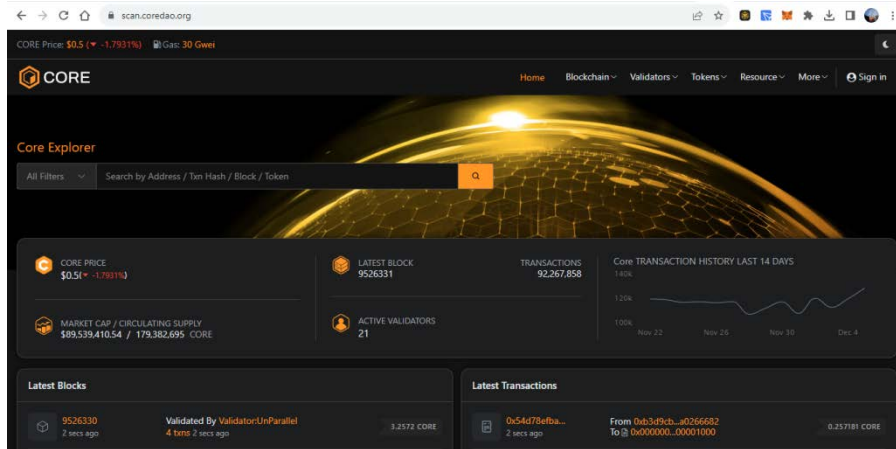 scan.coredao.org
CORE Price: $0.5 (▼ -1.7931%) Gas: 30 Gwei
CORE
Home Blockchain Validators Tokens Resource More Sign in
Core Explorer
All Filters Search by Address / Txn Hash / Block / Token
CORE PRICE
$0.5(▼ -1.7931%)
MARKET CAP / CIRCULATING SUPPLY
$89,539,410.54 / 179,382,695 CORE
LATEST BLOCK
9526331
TRANSACTIONS
92,267,858
ACTIVE VALIDATORS
21
Core TRANSACTION HISTORY LAST 14 DAYS
140K
120K
100K
Nov 22 Nov 26 Nov 30 Dec 4
Latest Blocks
9526330
2 secs ago
Validated By Validator:UnParallel
4 txns 2 secs ago
3.2572 CORE
Latest Transactions
0x54d78efba...
2 secs ago
From 0xb3d9cb...a0266682
To 0x000000...00001000
0.257181 CORE